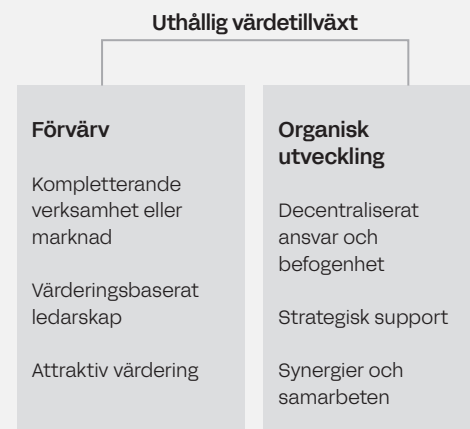 Uthållig värdetillväxt
Förvärv
Kompletterande
verksamhet eller
marknad
Värderingsbaserat
ledarskap
Attraktiv värdering
Organisk
utveckling
Decentraliserat
ansvar och
befogenhet
Strategisk support
Synergier och
samarbeten